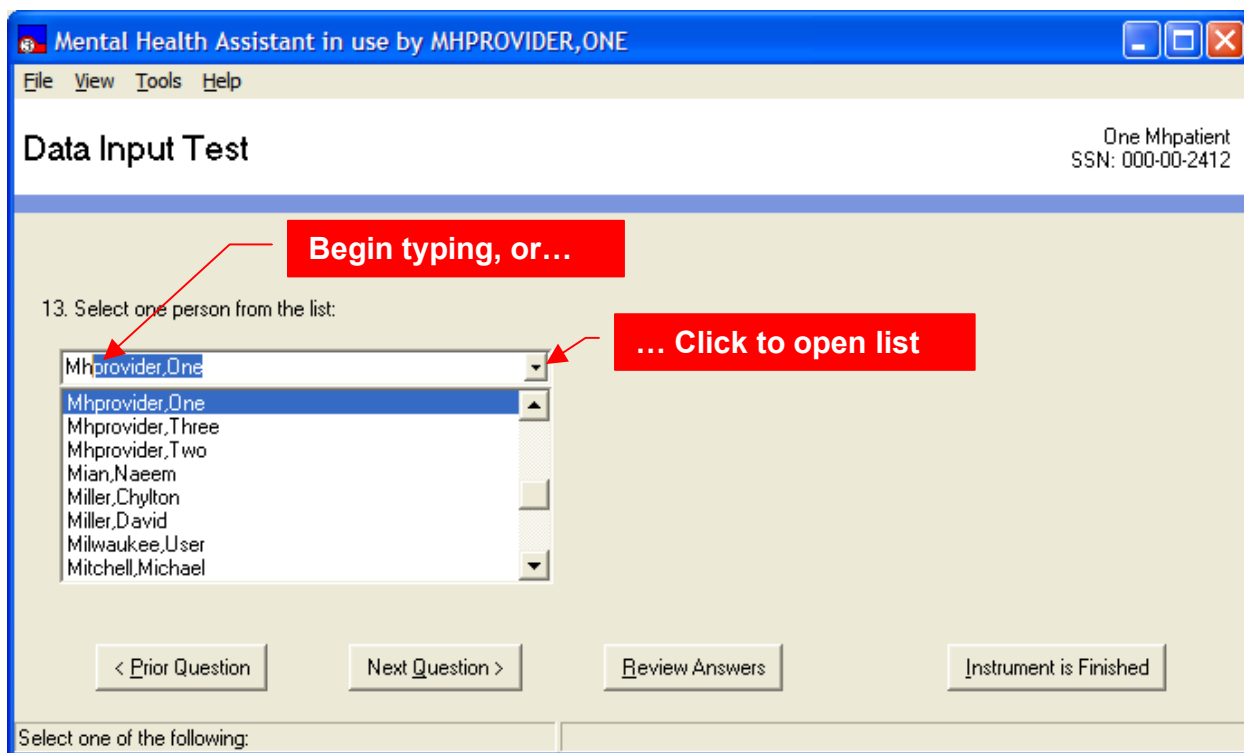 Mental Health Assistant in use by MHPROVIDER,ONE
File View Tools Help
Data Input Test
One Mhpatient
SSN: 000-00-2412
Begin typing, or…
13. Select one person from the list:
… Click to open list
Mhprovider,One
Mhprovider,One
Mhprovider,Three
Mhprovider,Two
Mian,Naeem
Miller,Chylton
Miller,David
Milwaukee,User
Mitchell,Michael
< Prior Question
Next Question >
Review Answers
Instrument is Finished
Select one of the following: